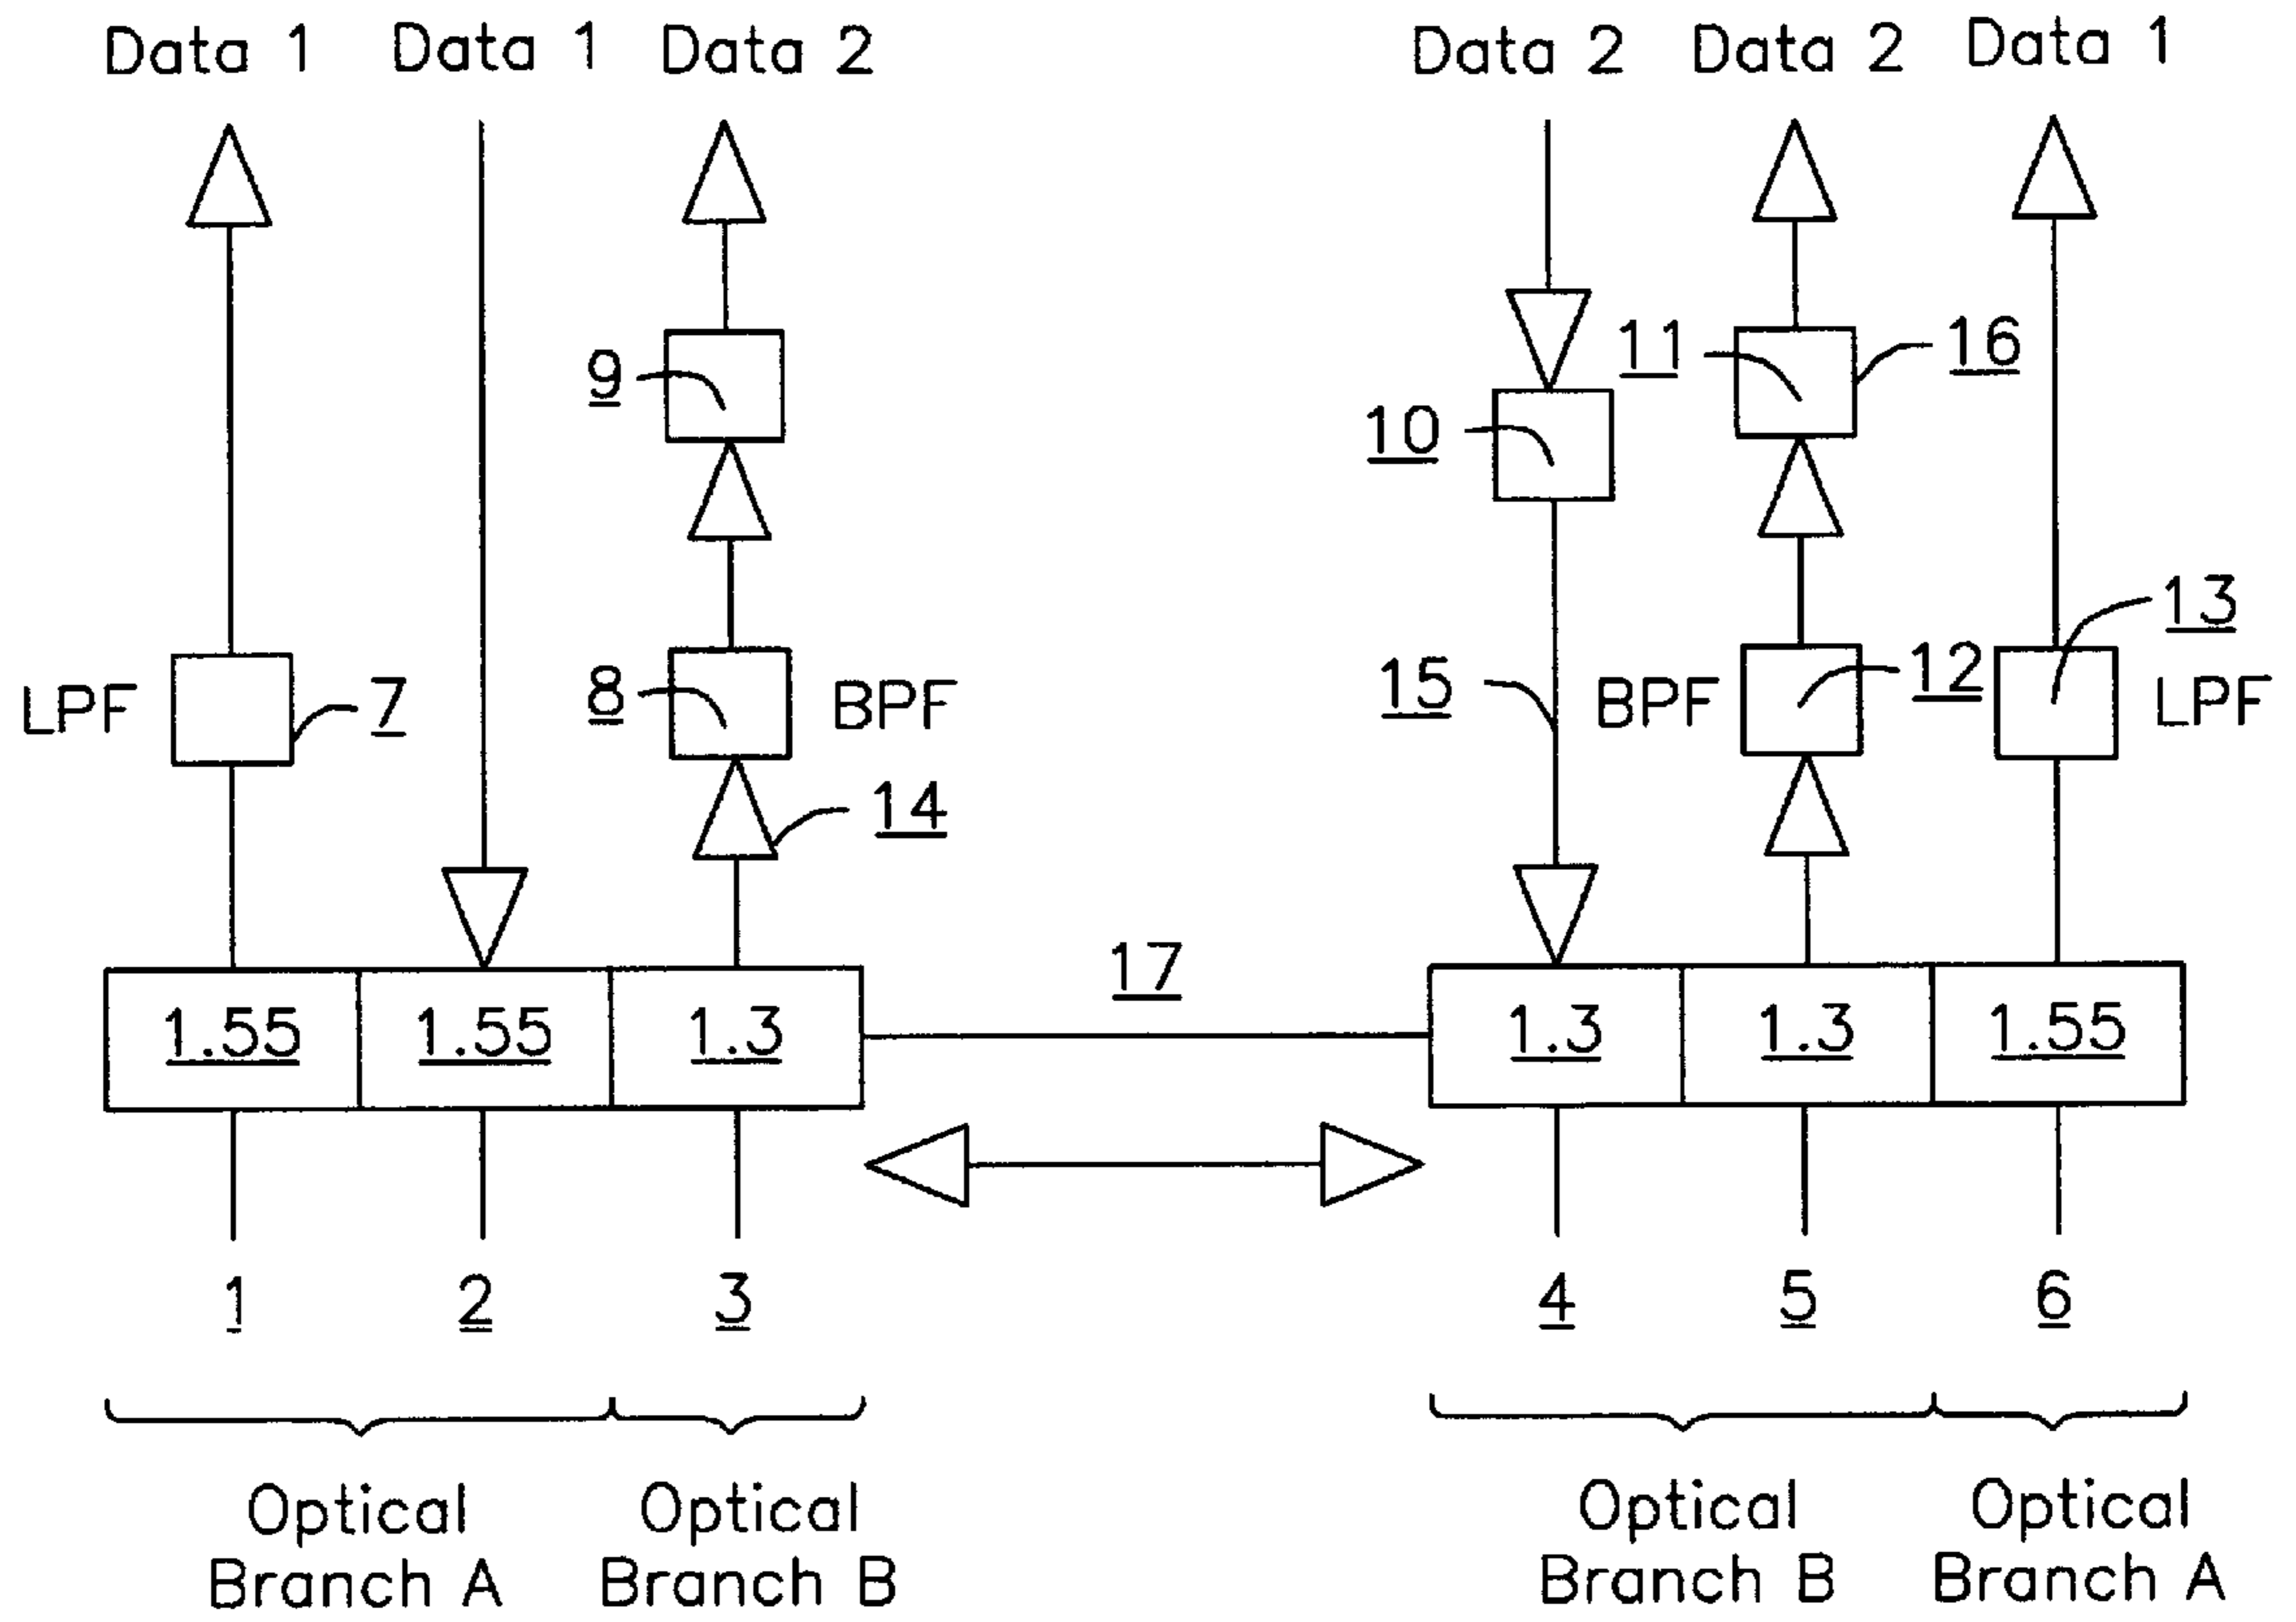 Data 1 Data 1 Data 2 Data 2 Data 2 Data 1
9 11 16
10
13
LPF 7 8 BPF 15 BPF 12 LPF
14
17
1.55 1.55 1.3 1.3 1.3 1.55
1 2 3 4 5 6
Optical Optical Optical Optical
Branch A Branch B Branch B Branch A